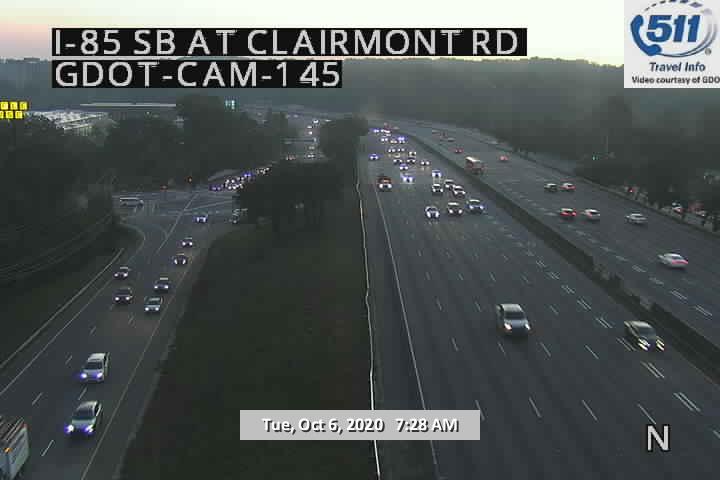 I-85 SB AT CLAIRMONT RD
GDOT-CAM-145
511
Travel Info
Video courtesy of GDO
Tue, Oct 6, 2020 7:28 AM
N